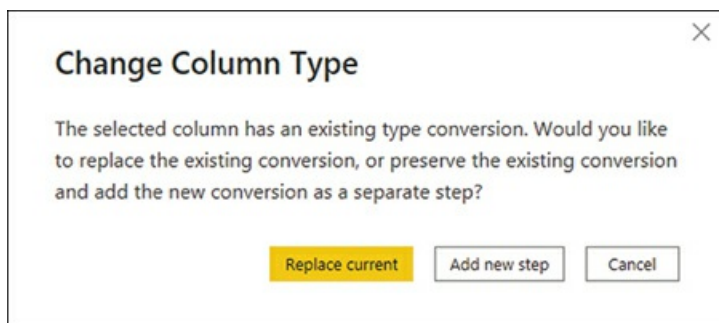 Change Column Type
The selected column has an existing type conversion. Would you like
to replace the existing conversion, or preserve the existing conversion
and add the new conversion as a separate step?
Replace current Add new step Cancel